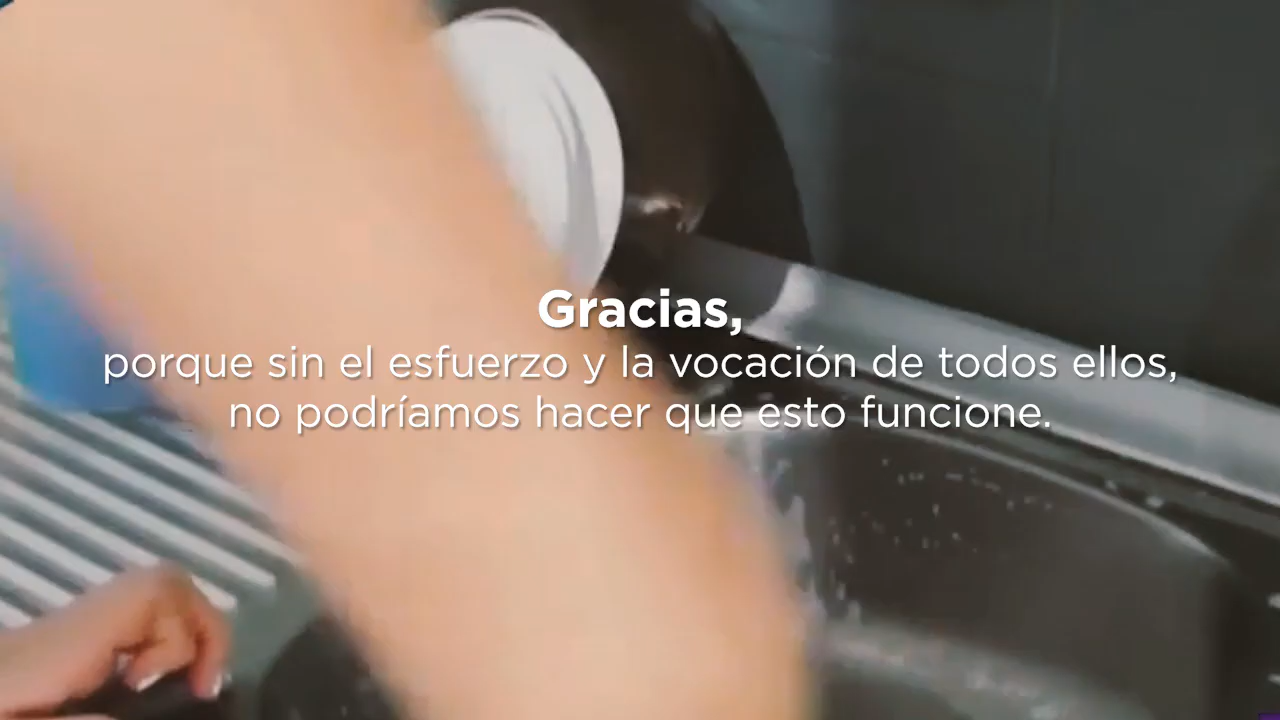 Gracias,
porque sin el esfuerzo y la vocación de todos ellos,
no podríamos hacer que esto funcione.